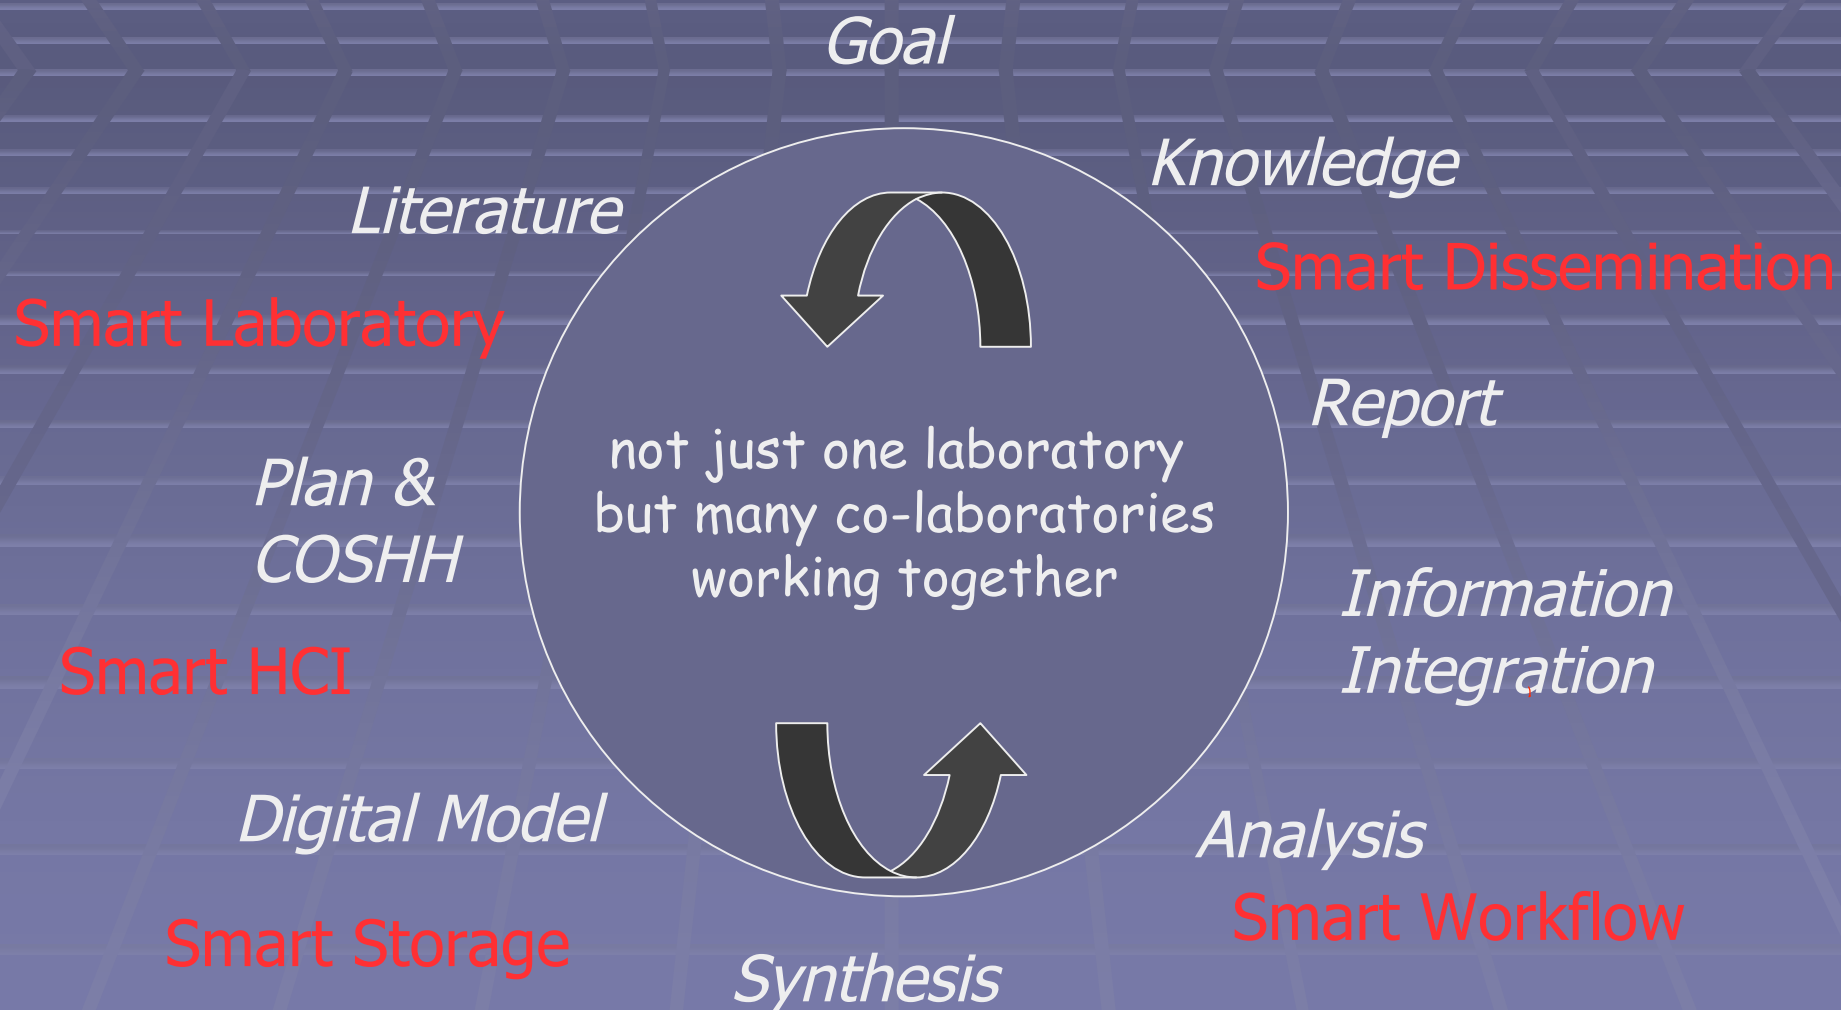 Goal
Knowledge
Literature
Smart Dissemination
Smart Laboratory
Report
not just one laboratory
but many co-laboratories
working together
Plan &
COSHH
Information
Integration
Smart HCI
Digital Model
Analysis
Smart Workflow
Smart Storage
Synthesis